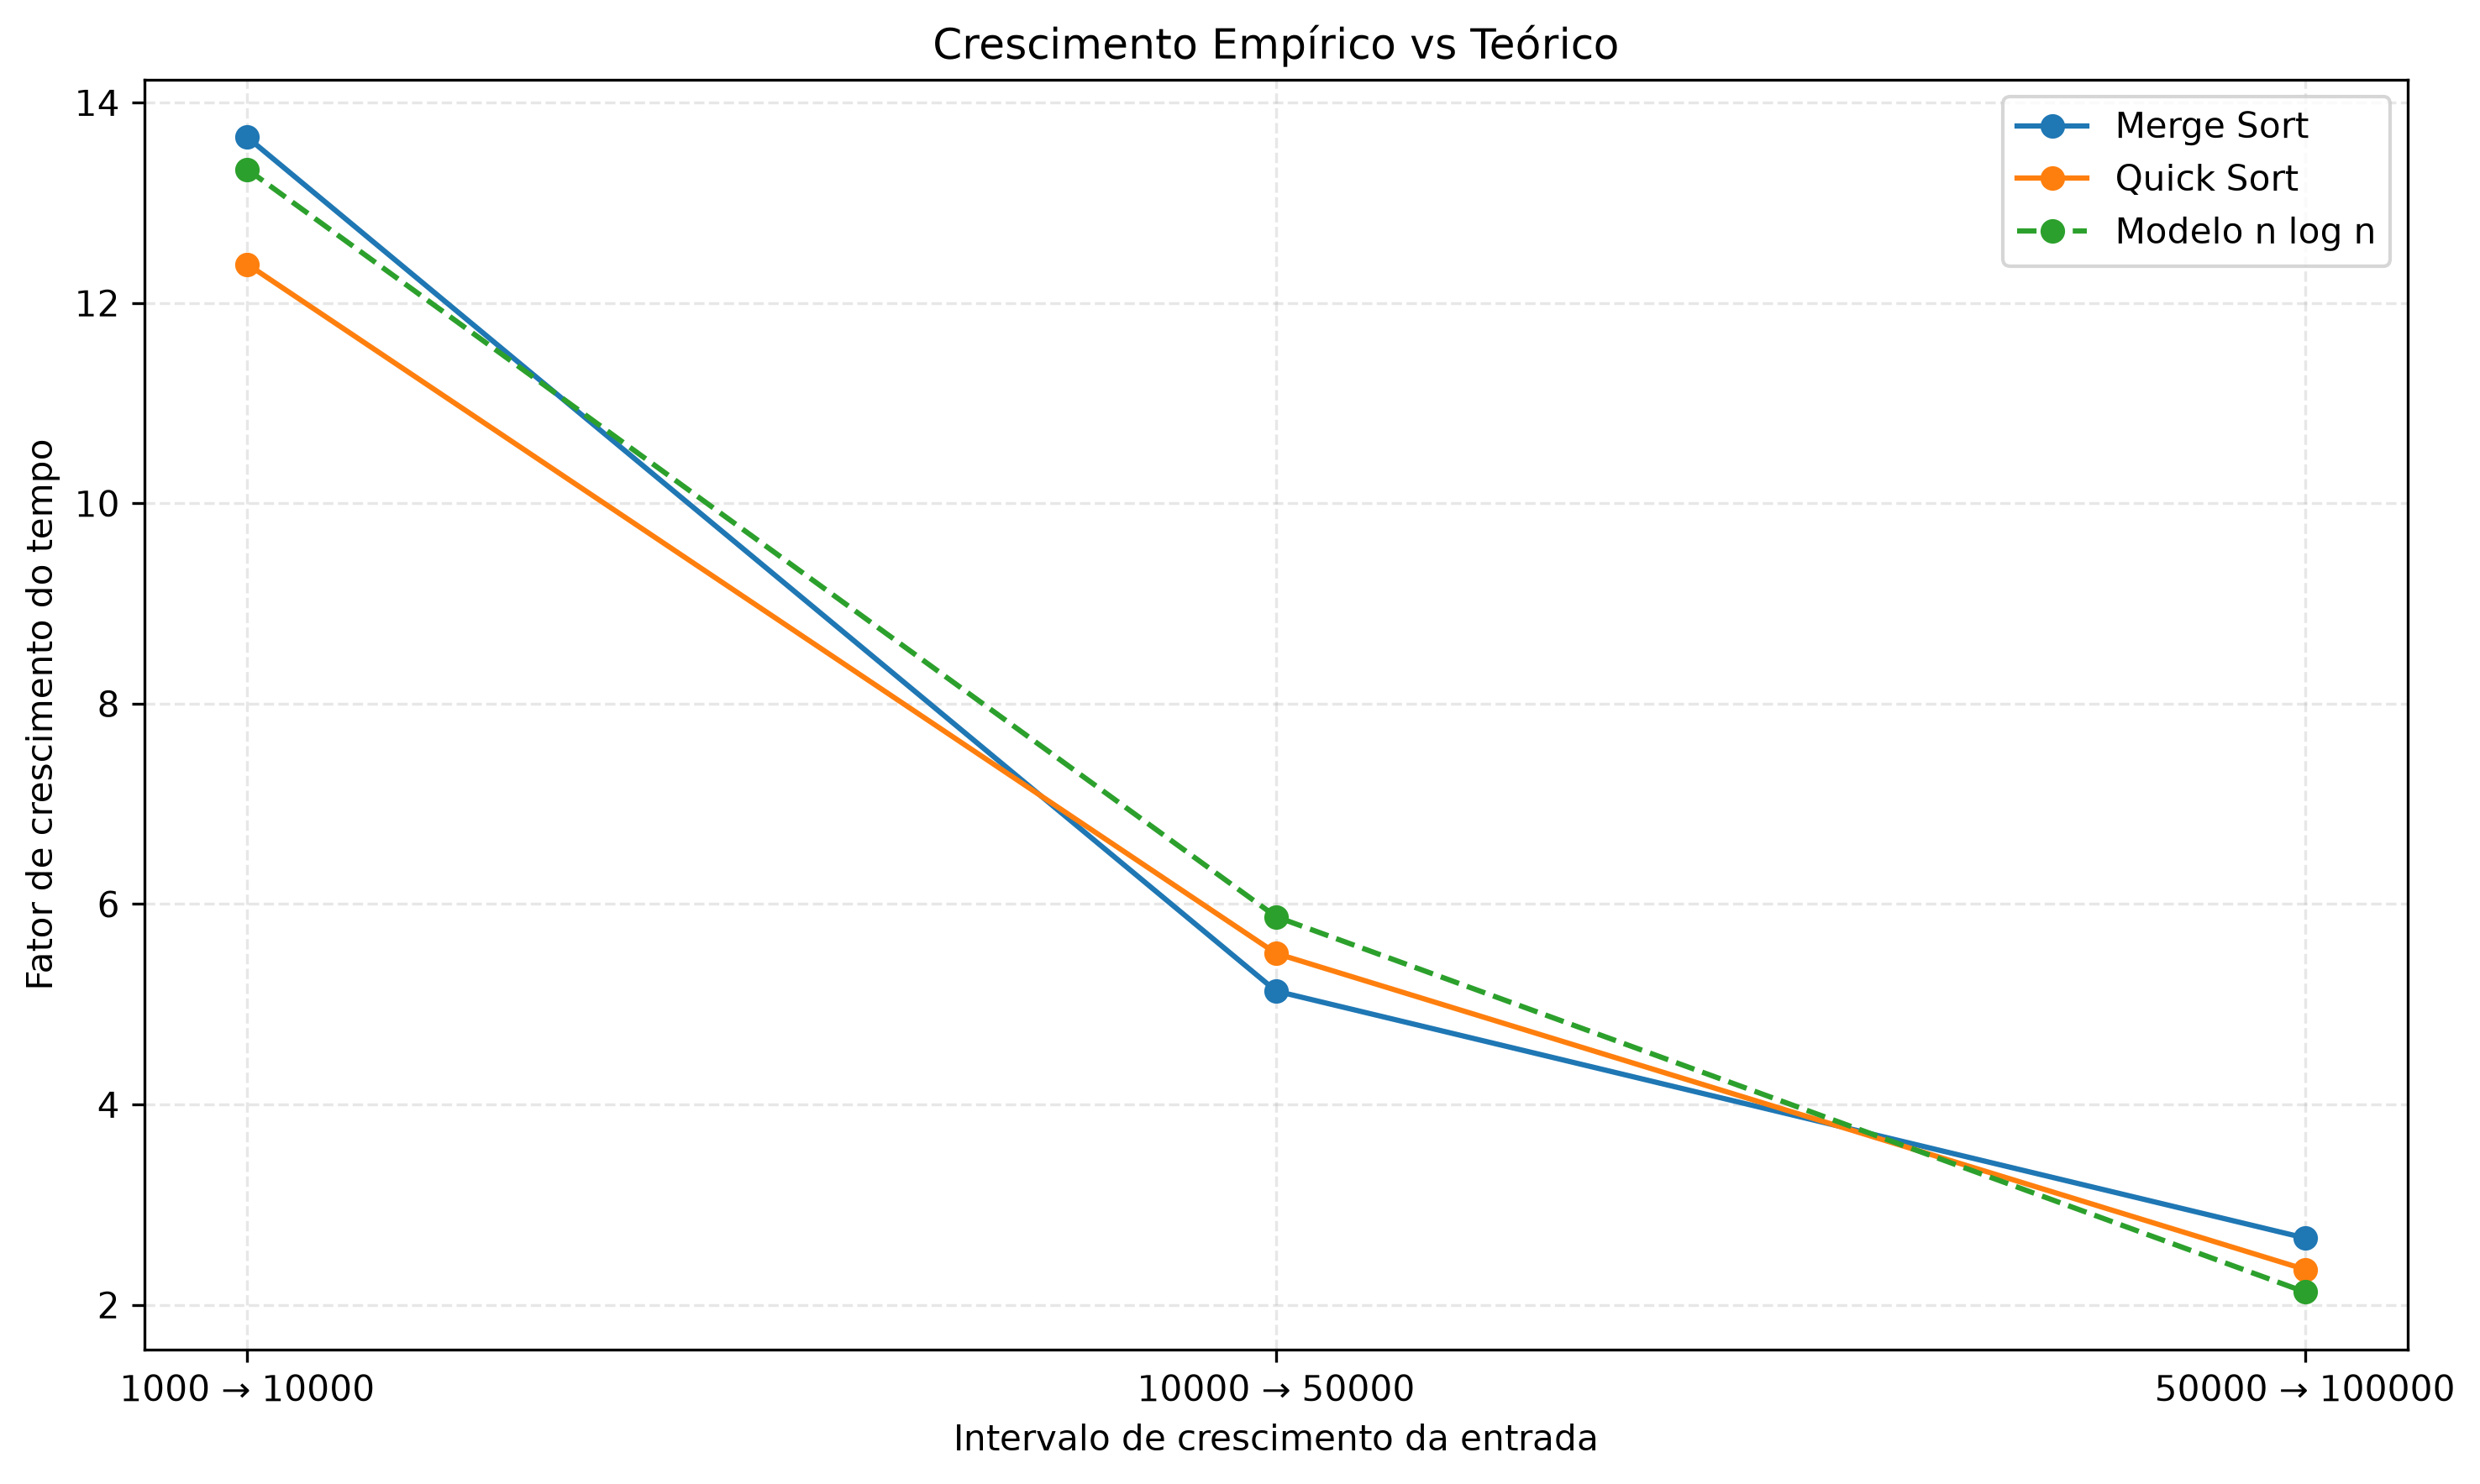 Crescimento Empírico vs Teórico
Merge Sort
Quick Sort
Modelo n log n
Fator de crescimento do tempo
14
12
10
8
6
4
2
1000 → 10000
10000 → 50000
50000 → 100000
Intervalo de crescimento da entrada